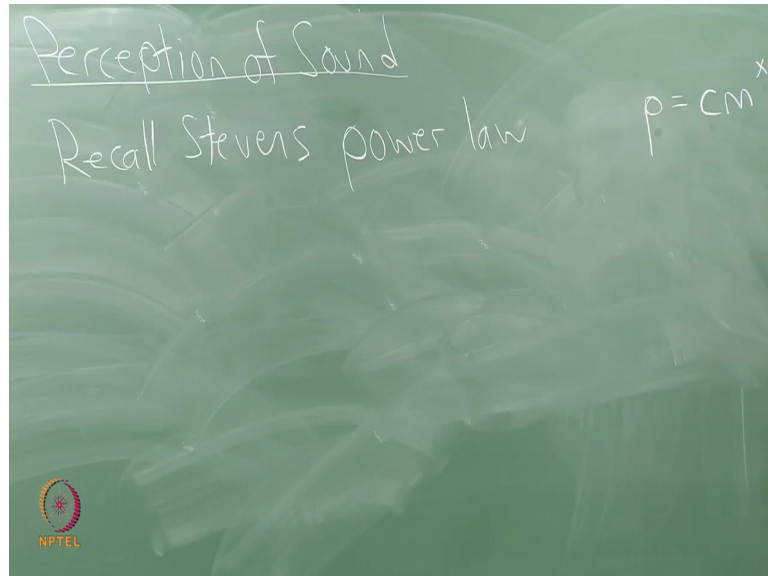 Perception of Sound
Recall Stevens power law
p = cm^x
NPTEL